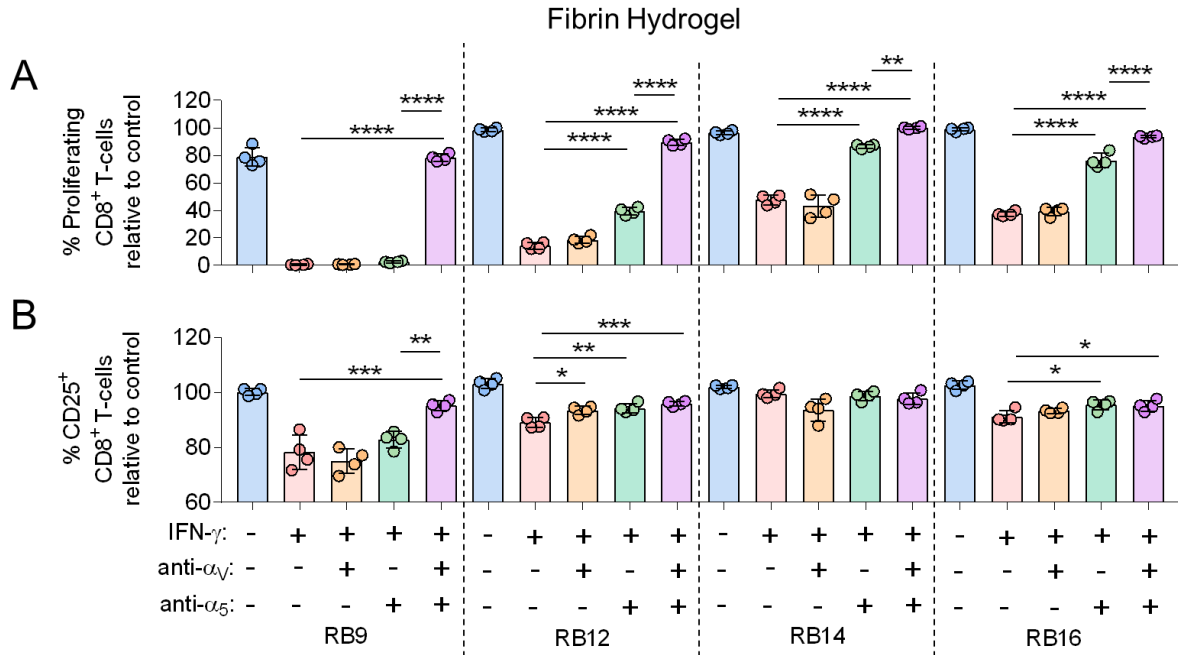 Fibrin Hydrogel
A
% Proliferating
CD8+ T-cells
relative to control
120
100
80
60
40
20
0
**** ****
**** **** ****
**** **** **
**** **** ****
B
% CD25+
CD8+ T-cells
relative to control
120
100
80
60
*** **
* ** ***
* *
IFN-γ: - + + + + - + + + + - + + + + - + + + +
anti-αV: - - + - + - - + - + - - + - + - - + - +
anti-α5: - - - + + - - - + + - - - + + - - - + +
RB9 RB12 RB14 RB16